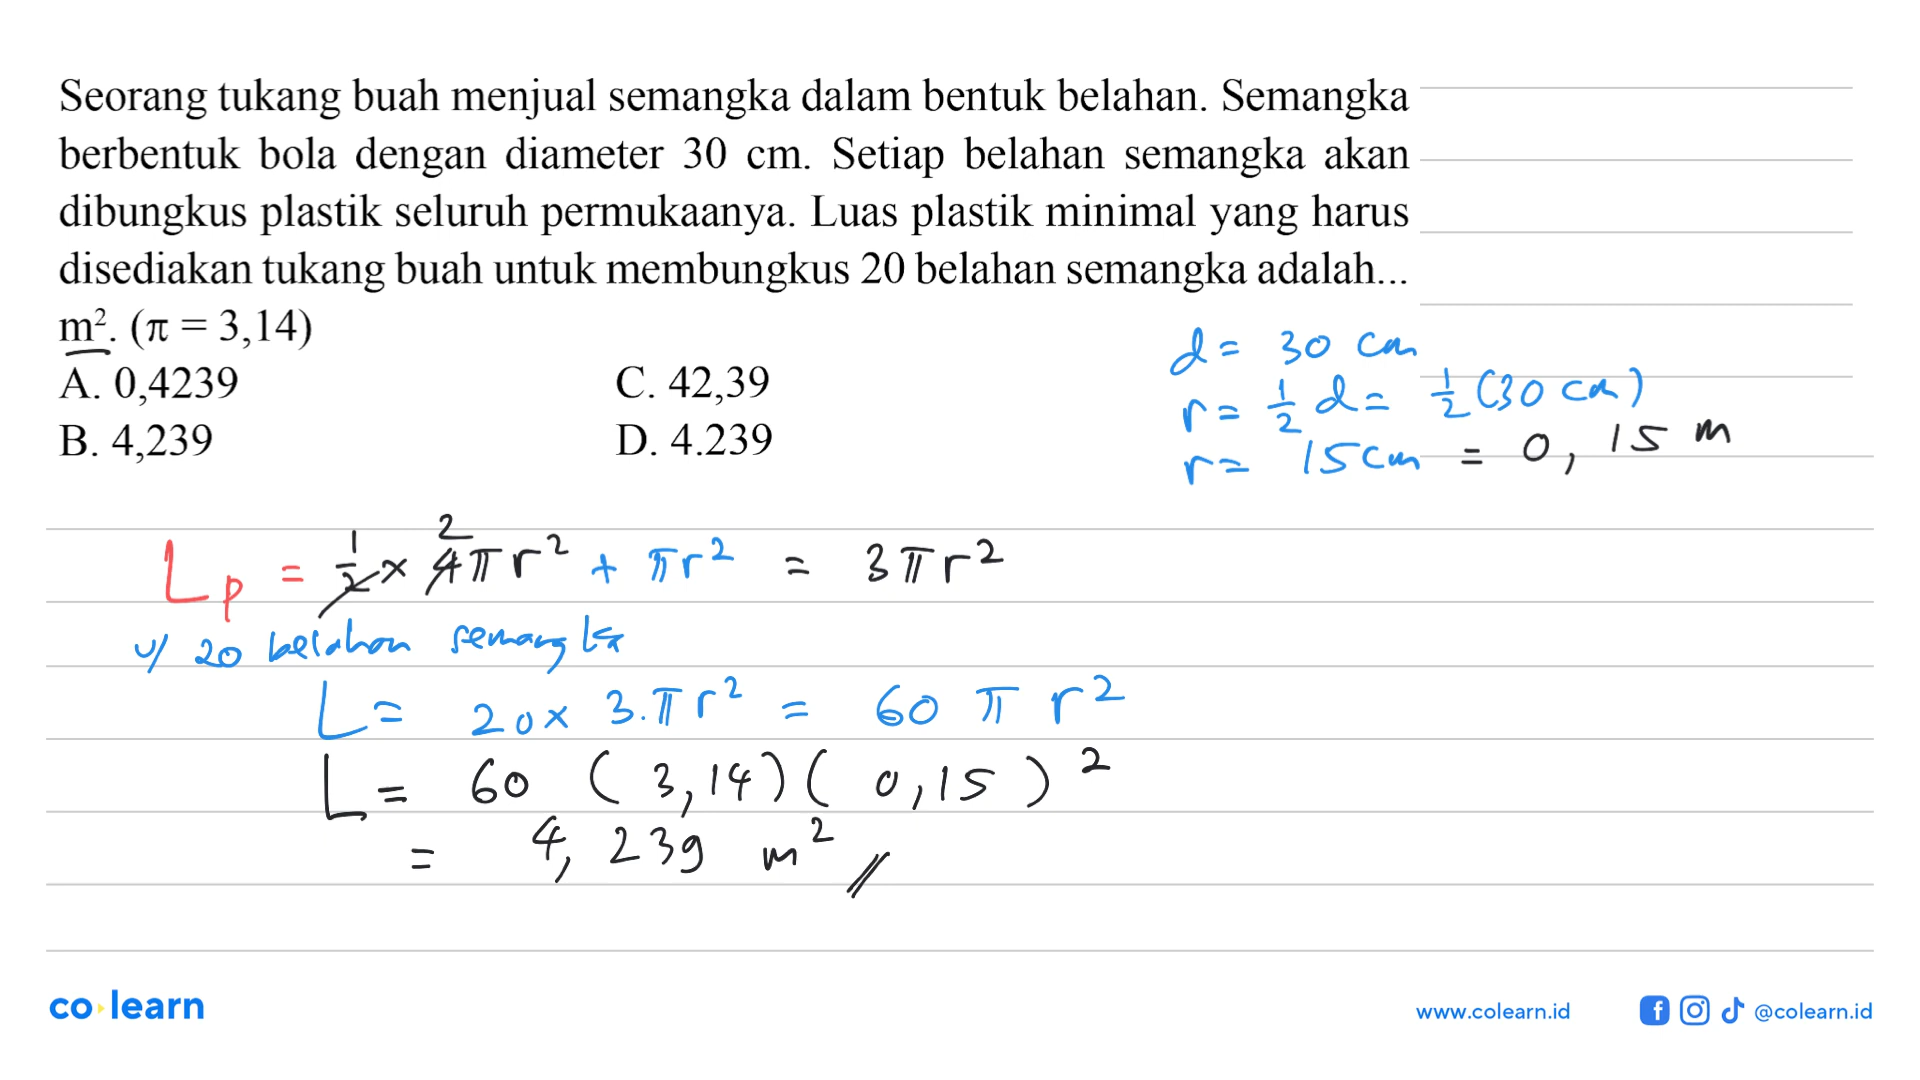 Seorang tukang buah menjual semangka dalam bentuk belahan. Semangka
berbentuk bola dengan diameter 30 cm. Setiap belahan semangka akan
dibungkus plastik seluruh permukaanya. Luas plastik minimal yang harus
disediakan tukang buah untuk membungkus 20 belahan semangka adalah...
m². (π = 3,14)
A. 0,4239
B. 4,239
C. 42,39
D. 4.239
d = 30 cm
r = 1/2 d = 1/2 (30 cm)
r = 15 cm = 0,15 m
Lp = 1/2 × 4πr² + πr² = 3πr²
2
u/ 20 belahan semangka
L = 20 × 3.πr² = 60 π r²
L = 60 (3,14)(0,15)²
= 4,239 m² //
co learn
www.colearn.id
@colearn.id